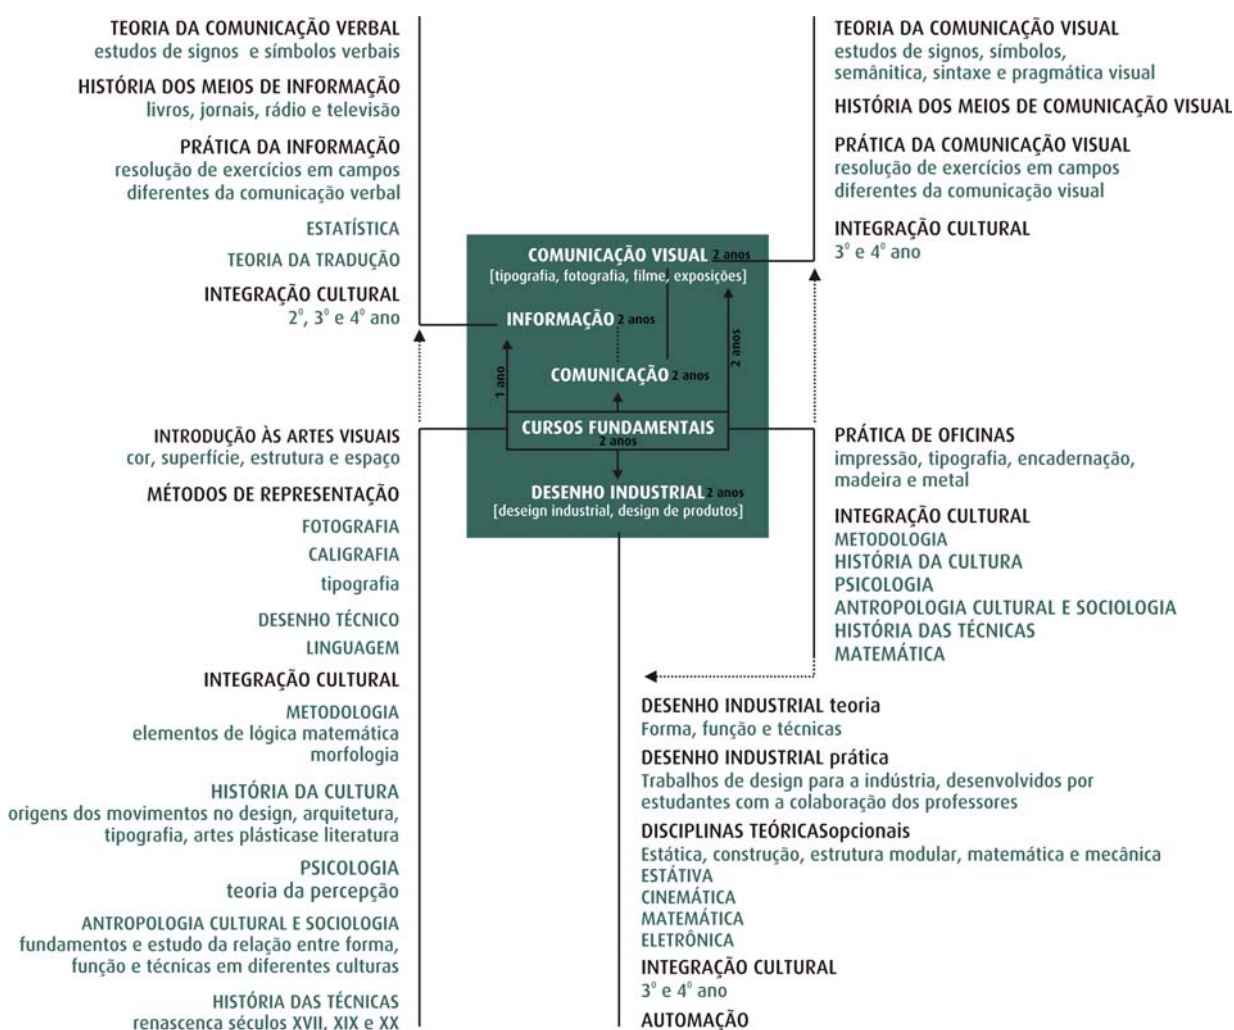 TEORIA DA COMUNICAÇÃO VERBAL
estudos de signos e símbolos verbais
HISTÓRIA DOS MEIOS DE INFORMAÇÃO
livros, jornais, rádio e televisão
PRÁTICA DA INFORMAÇÃO
resolução de exercícios em campos
diferentes da comunicação verbal
ESTATÍSTICA
TEORIA DA TRADUÇÃO
INTEGRAÇÃO CULTURAL
2º, 3º e 4º ano
TEORIA DA COMUNICAÇÃO VISUAL
estudos de signos, símbolos,
semânitica, sintaxe e pragmática visual
HISTÓRIA DOS MEIOS DE COMUNICAÇÃO VISUAL
PRÁTICA DA COMUNICAÇÃO VISUAL
resolução de exercícios em campos
diferentes da comunicação visual
INTEGRAÇÃO CULTURAL
3º e 4º ano
COMUNICAÇÃO VISUAL 2 anos
[tipografia, fotografia, filme, exposições]
INFORMAÇÃO 2 anos
COMUNICAÇÃO 2 anos
1 ano
2 anos
CURSOS FUNDAMENTAIS
2 anos
DESENHO INDUSTRIAL 2 anos
[deseign industrial, design de produtos]
INTRODUÇÃO ÀS ARTES VISUAIS
cor, superfície, estrutura e espaço
MÉTODOS DE REPRESENTAÇÃO
FOTOGRAFIA
CALIGRAFIA
tipografia
DESENHO TÉCNICO
LINGUAGEM
INTEGRAÇÃO CULTURAL
METODOLOGIA
elementos de lógica matemática
morfologia
HISTÓRIA DA CULTURA
origens dos movimentos no design, arquitetura,
tipografia, artes plásticase literatura
PSICOLOGIA
teoria da percepção
ANTROPOLOGIA CULTURAL E SOCIOLOGIA
fundamentos e estudo da relação entre forma,
função e técnicas em diferentes culturas
HISTÓRIA DAS TÉCNICAS
renascença séculos XVII, XIX e XX
PRÁTICA DE OFICINAS
impressão, tipografia, encadernação,
madeira e metal
INTEGRAÇÃO CULTURAL
METODOLOGIA
HISTÓRIA DA CULTURA
PSICOLOGIA
ANTROPOLOGIA CULTURAL E SOCIOLOGIA
HISTÓRIA DAS TÉCNICAS
MATEMÁTICA
DESENHO INDUSTRIAL teoria
Forma, função e técnicas
DESENHO INDUSTRIAL prática
Trabalhos de design para a indústria, desenvolvidos por
estudantes com a colaboração dos professores
DISCIPLINAS TEÓRICASopcionais
Estática, construção, estrutura modular, matemática e mecânica
ESTÁTIVA
CINEMÁTICA
MATEMÁTICA
ELETRÔNICA
INTEGRAÇÃO CULTURAL
3º e 4º ano
AUTOMAÇÃO